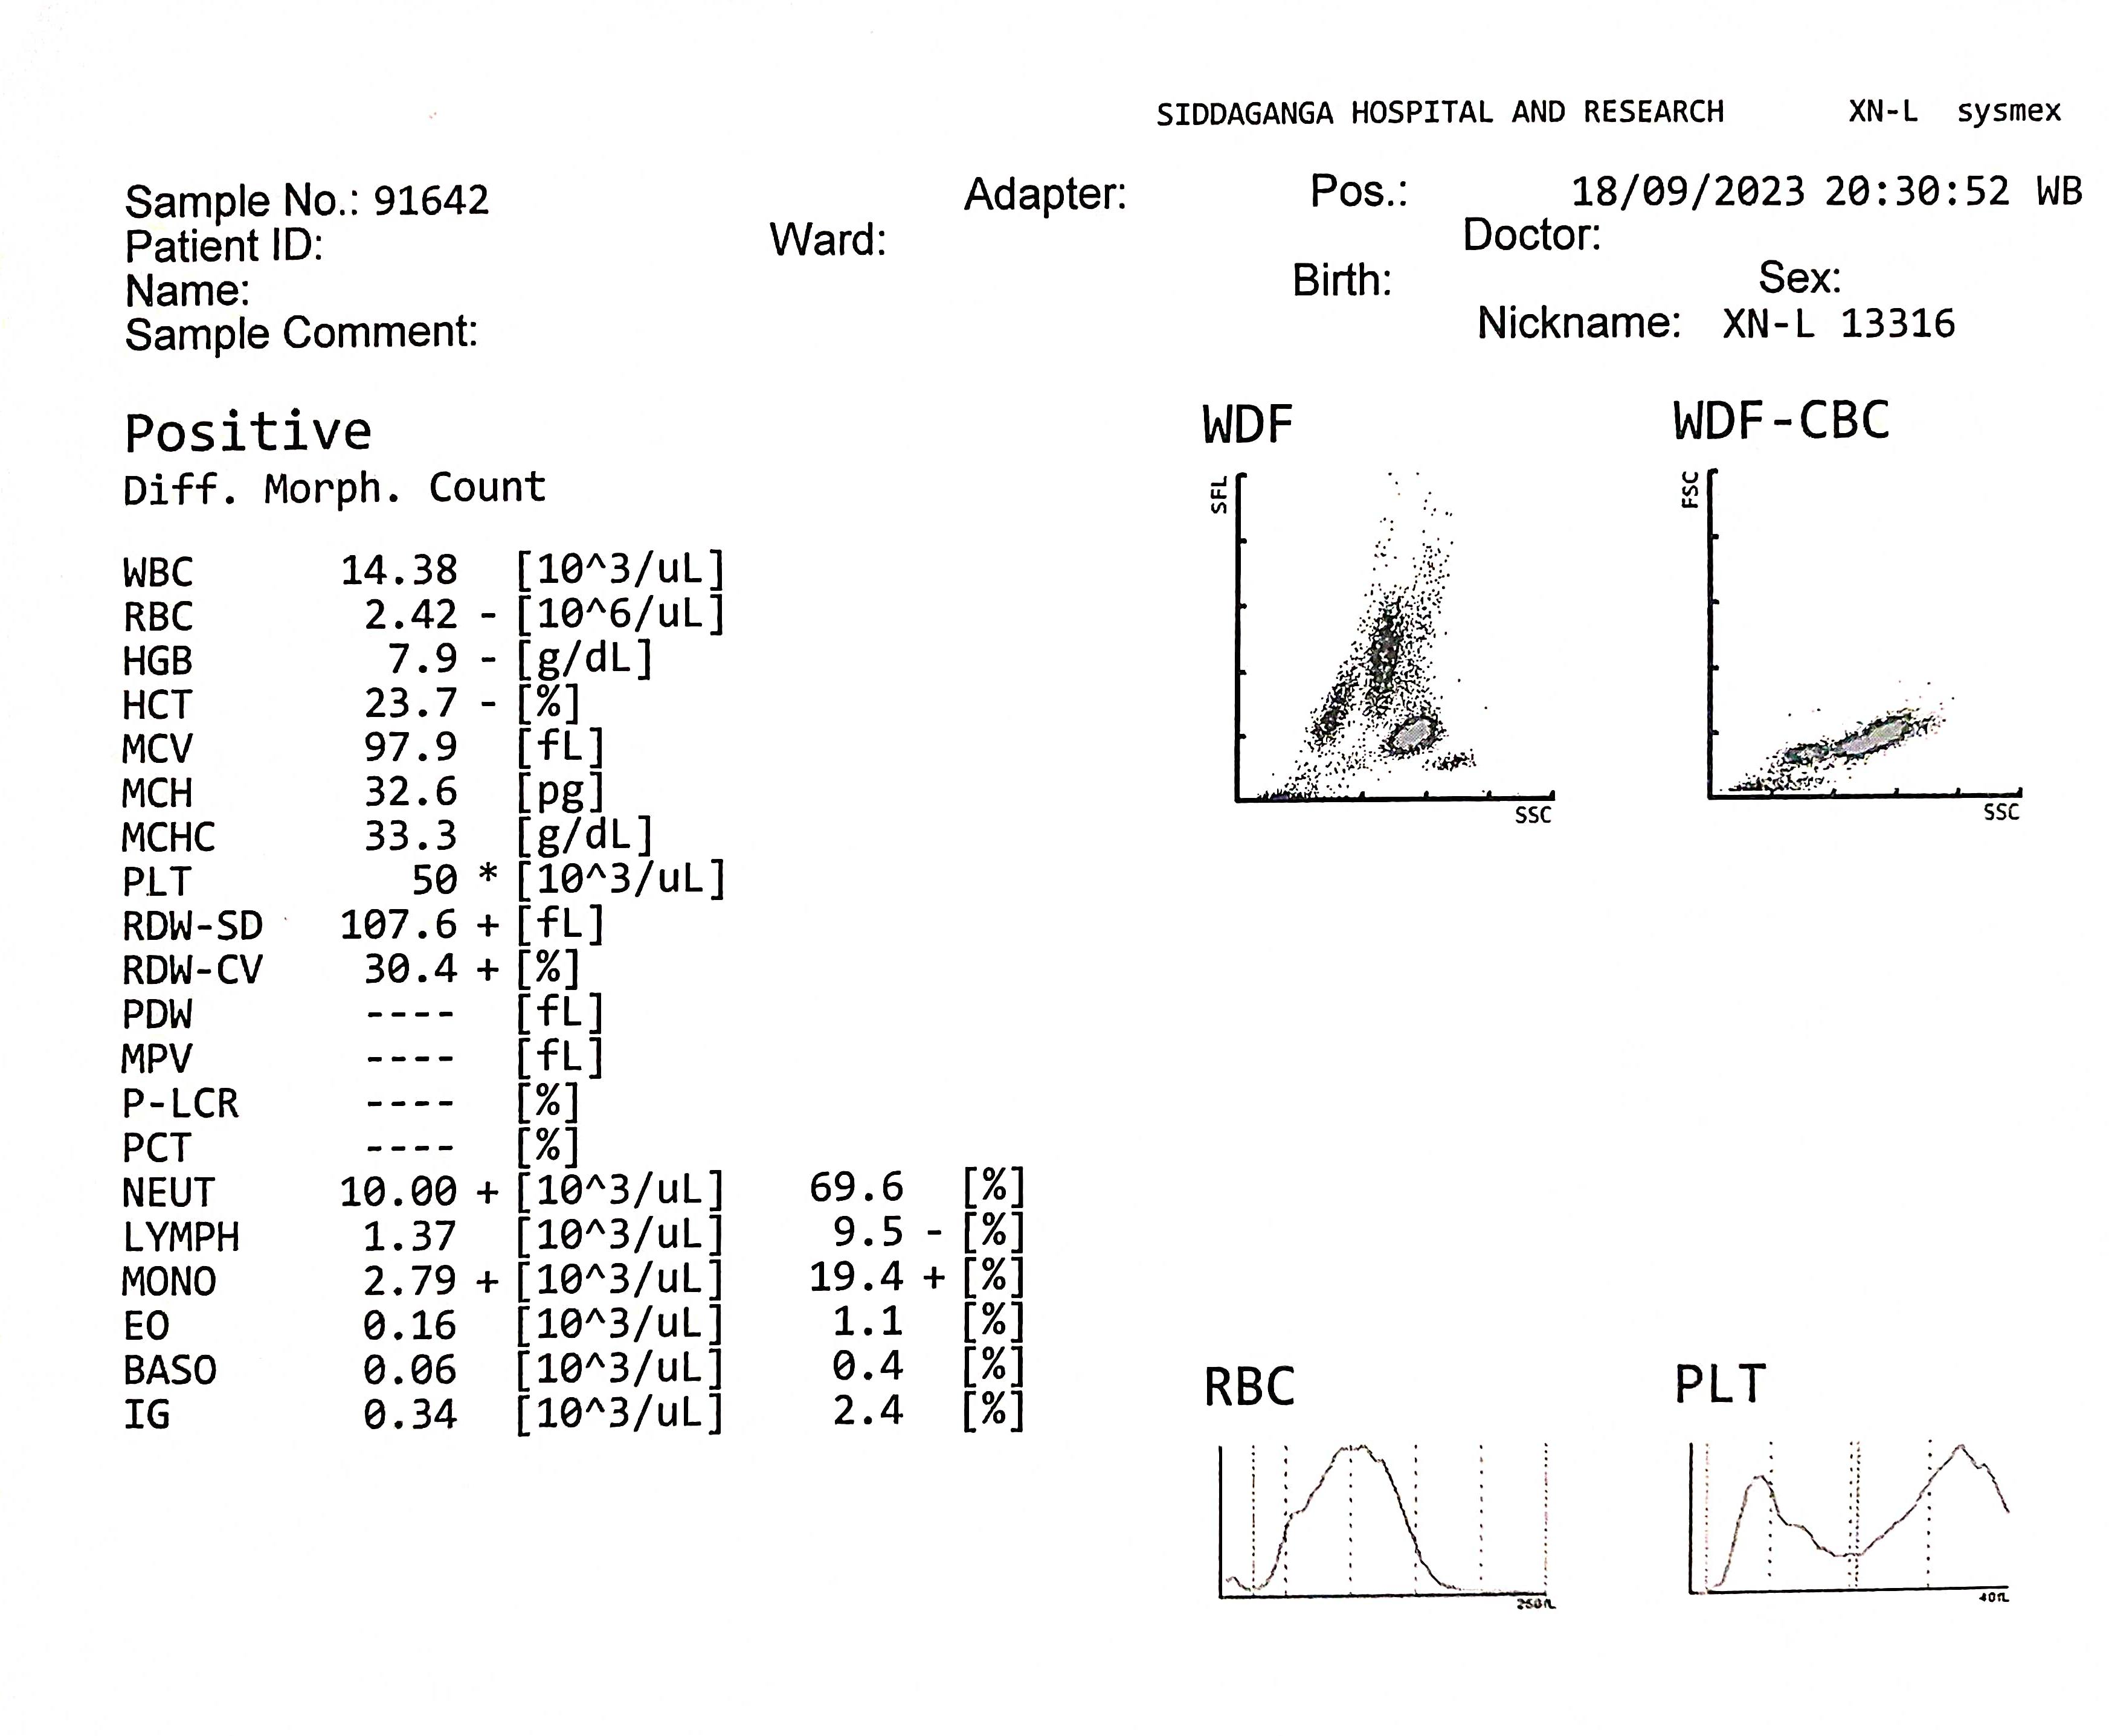 SIDDAGANGA HOSPITAL AND RESEARCH XN-L sysmex
Sample No.: 91642 Adapter: Pos.: 18/09/2023 20:30:52 WB
Patient ID: Ward: Doctor:
Name: Birth: Sex:
Sample Comment: Nickname: XN-L 13316
Positive
Diff. Morph. Count
WBC 14.38 [10^3/uL]
RBC 2.42 - [10^6/uL]
HGB 7.9 - [g/dL]
HCT 23.7 - [%]
MCV 97.9 [fL]
MCH 32.6 [pg]
MCHC 33.3 [g/dL]
PLT 50 * [10^3/uL]
RDW-SD 107.6 + [fL]
RDW-CV 30.4 + [%]
PDW ---- [fL]
MPV ---- [fL]
P-LCR ---- [%]
PCT ---- [%]
NEUT 10.00 + [10^3/uL] 69.6 [%]
LYMPH 1.37 [10^3/uL] 9.5 - [%]
MONO 2.79 + [10^3/uL] 19.4 + [%]
EO 0.16 [10^3/uL] 1.1 [%]
BASO 0.06 [10^3/uL] 0.4 [%]
IG 0.34 [10^3/uL] 2.4 [%]
WDF WDF-CBC
SFL FSC
SSC SSC
RBC PLT
250fL 40fL